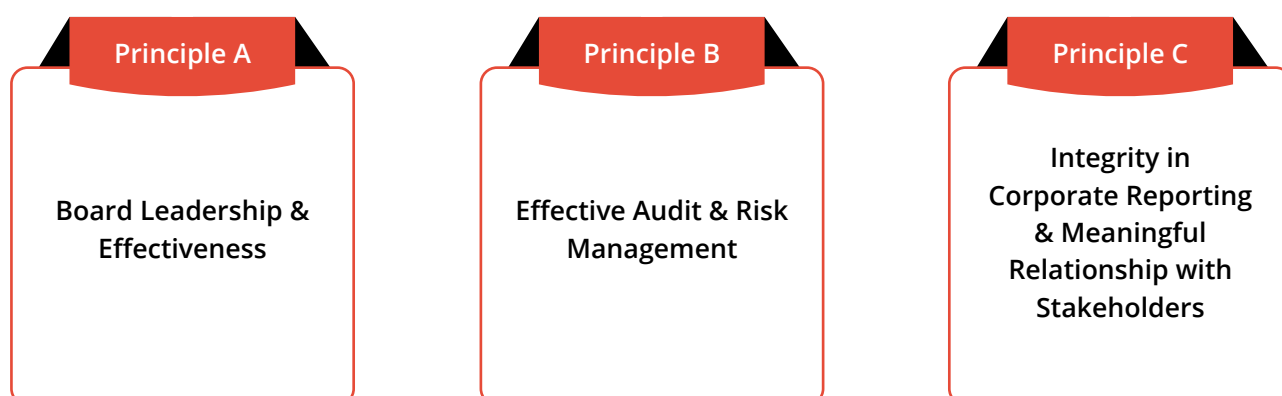 Principle A
Board Leadership &
Effectiveness
Principle B
Effective Audit & Risk
Management
Principle C
Integrity in
Corporate Reporting
& Meaningful
Relationship with
Stakeholders